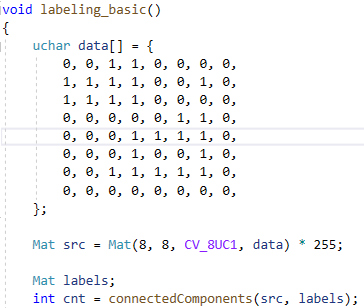 void labeling_basic()
{
uchar data[] = {
0, 0, 1, 1, 0, 0, 0, 0,
1, 1, 1, 1, 0, 0, 1, 0,
1, 1, 1, 1, 0, 0, 0, 0,
0, 0, 0, 0, 0, 1, 1, 0,
0, 0, 0, 1, 1, 1, 1, 0,
0, 0, 0, 1, 0, 0, 1, 0,
0, 0, 1, 1, 1, 1, 1, 0,
0, 0, 0, 0, 0, 0, 0, 0,
};
Mat src = Mat(8, 8, CV_8UC1, data) * 255;
Mat labels;
int cnt = connectedComponents(src, labels);